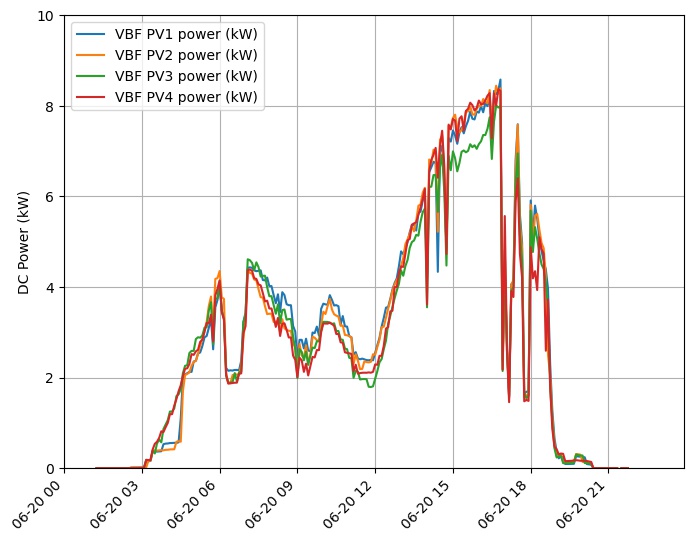 10
8
6
4
2
0
DC Power (kW)
VBF PV1 power (kW)
VBF PV2 power (kW)
VBF PV3 power (kW)
VBF PV4 power (kW)
06-20 00
06-20 03
06-20 06
06-20 09
06-20 12
06-20 15
06-20 18
06-20 21